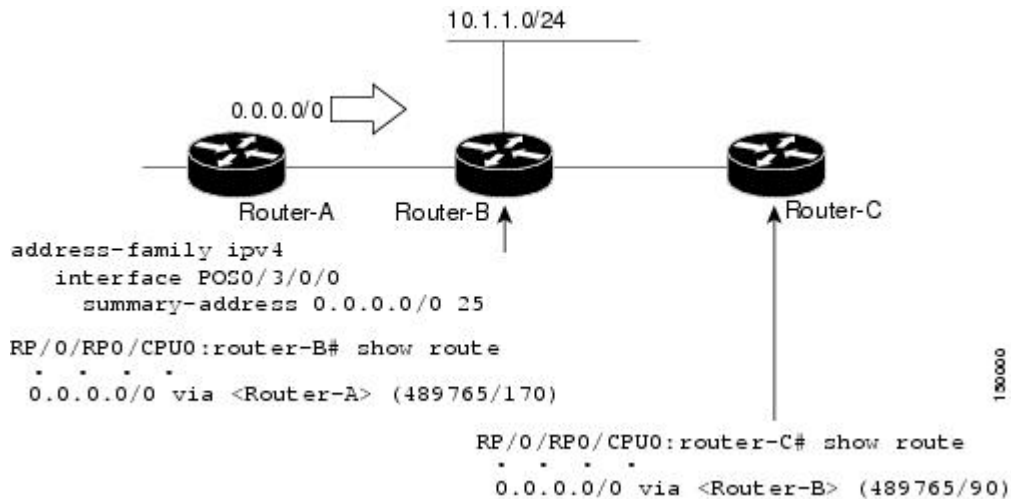 10.1.1.0/24
0.0.0.0/0
Router-A
Router-B
Router-C
address-family ipv4
interface POS0/3/0/0
summary-address 0.0.0.0/0 25
RP/0/RP0/CPU0:router-B# show route
. . . .
0.0.0.0/0 via <Router-A> (489765/170)
RP/0/RP0/CPU0:router-C# show route
. . . .
0.0.0.0/0 via <Router-B> (489765/90)
150000